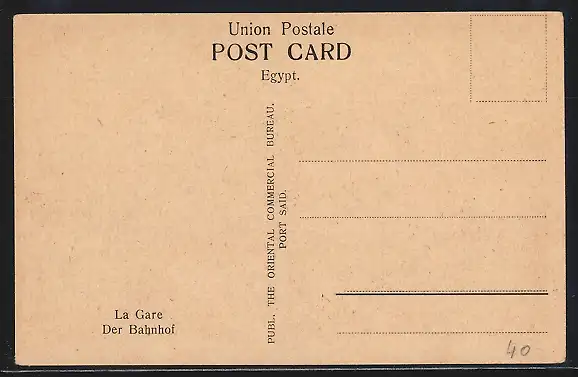 Union Postale
POST CARD
Egypt.
PUBL. THE ORIENTAL COMMERCIAL BUREAU.
PORT SAID.
La Gare
Der Bahnhof
40